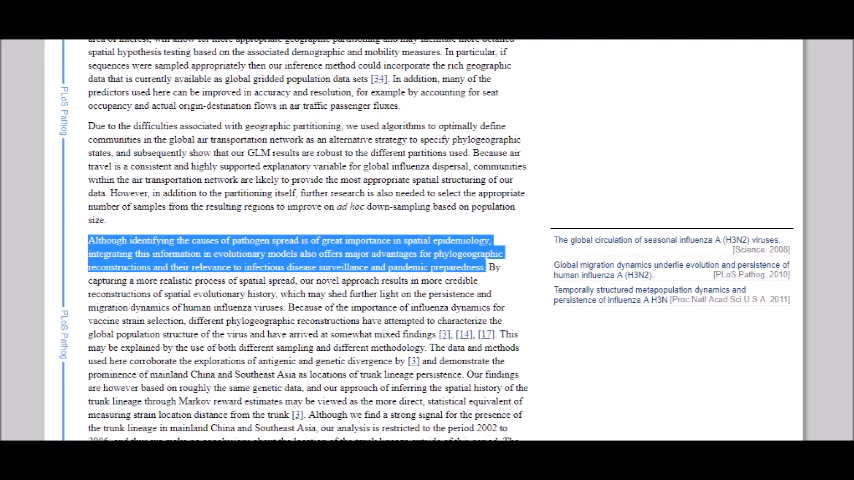 spatial hypothesis testing based on the associated demographic and mobility measures. In particular, if
sequences were sampled appropriately then our inference method could incorporate the rich geographic
data that is currently available as global gridded population data sets [34]. In addition, many of the
predictors used here can be improved in accuracy and resolution, for example by accounting for seat
occupancy and actual origin-destination flows in air traffic passenger fluxes.
Due to the difficulties associated with geographic partitioning, we used algorithms to optimally define
communities in the global air transportation network as an alternative strategy to specify phylogeographic
states, and subsequently show that our GLM results are robust to the different partitions used. Because air
travel is a consistent and highly supported explanatory variable for global influenza dispersal, communities
within the air transportation network are likely to provide the most appropriate spatial structuring of our
data. However, in addition to the partitioning itself, further research is also needed to select the appropriate
number of samples from the resulting regions to improve on ad hoc down-sampling based on population
size.
Although identifying the causes of pathogen spread is of great importance in spatial epidemiology,
integrating this information in evolutionary models also offers major advantages for phylogeographic
reconstructions and their relevance to infectious disease surveillance and pandemic preparedness. By
capturing a more realistic process of spatial spread, our novel approach results in more credible
reconstructions of spatial evolutionary history, which may shed further light on the persistence and
migration dynamics of human influenza viruses. Because of the importance of influenza dynamics for
vaccine strain selection, different phylogeographic reconstructions have attempted to characterize the
global population structure of the virus and have arrived at somewhat mixed findings [3], [14], [17]. This
may be explained by the use of both different sampling and different methodology. The data and methods
used here corroborate the explorations of antigenic and genetic divergence by [3] and demonstrate the
prominence of mainland China and Southeast Asia as locations of trunk lineage persistence. Our findings
are however based on roughly the same genetic data, and our approach of inferring the spatial history of the
trunk lineage through Markov reward estimates may be viewed as the more direct, statistical equivalent of
measuring strain location distance from the trunk [3]. Although we find a strong signal for the presence of
the trunk lineage in mainland China and Southeast Asia, our analysis is restricted to the period 2002 to
PLoS Pathog
PLoS Pathog
The global circulation of seasonal influenza A (H3N2) viruses.
[Science. 2008]
Global migration dynamics underlie evolution and persistence of
human influenza A (H3N2). [PLoS Pathog. 2010]
Temporally structured metapopulation dynamics and
persistence of influenza A H3N [Proc Natl Acad Sci U S A. 2011]